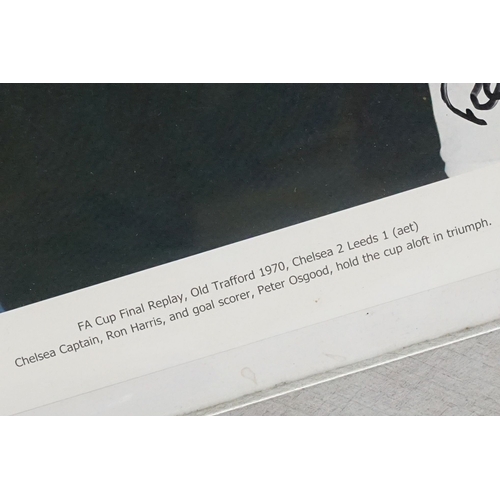 FA Cup Final Replay, Old Trafford 1970, Chelsea 2 Leeds 1 (aet)
Chelsea Captain, Ron Harris, and goal scorer, Peter Osgood, hold the cup aloft in triumph.